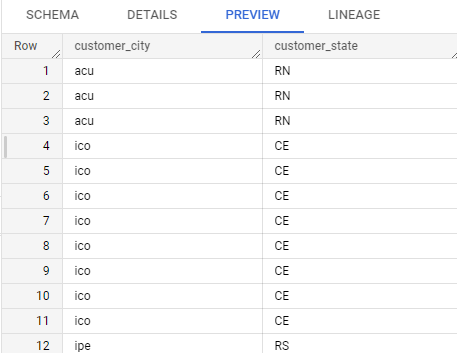 SCHEMA DETAILS PREVIEW LINEAGE
Row customer_city customer_state
1 acu RN
2 acu RN
3 acu RN
4 ico CE
5 ico CE
6 ico CE
7 ico CE
8 ico CE
9 ico CE
10 ico CE
11 ico CE
12 ipe RS